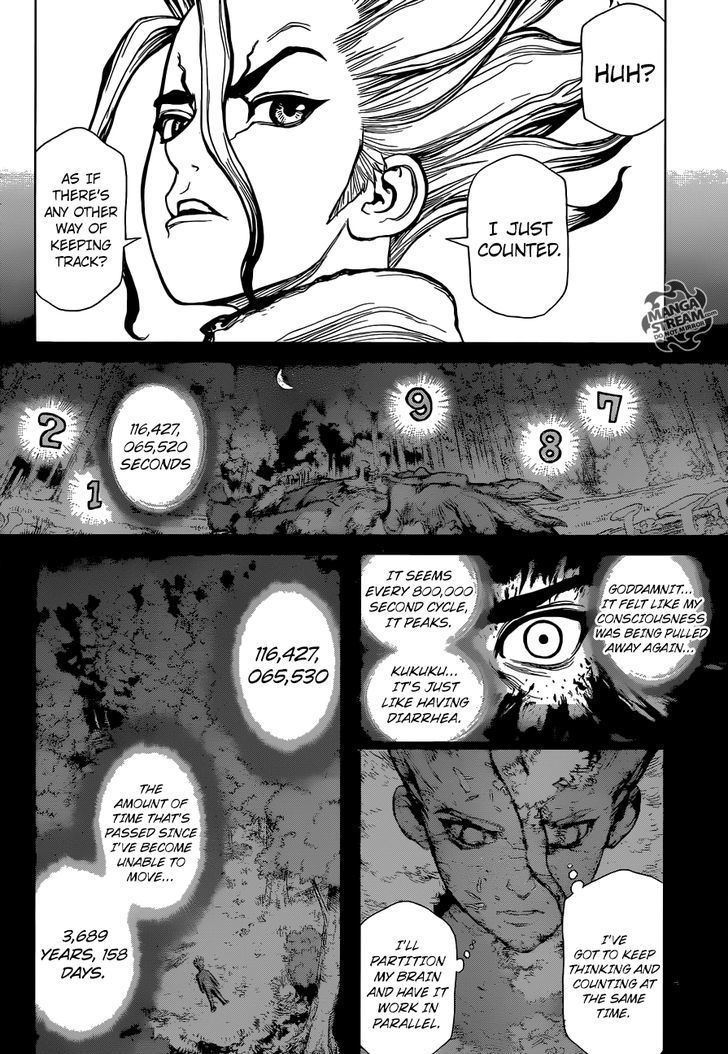 HUH?
I JUST
COUNTED.
AS IF
THERE'S
ANY OTHER
WAY OF
KEEPING
TRACK?
MANGA
STREAM
DO NOT MIRROR
7
8
9
116,427,
065,520
SECONDS
1
2
GODDAMNIT...
IT FELT LIKE MY
CONSCIOUSNESS
WAS BEING PULLED
AWAY AGAIN...
IT SEEMS
EVERY 800,000
SECOND CYCLE,
IT PEAKS.
KUKUKU...
IT'S JUST
LIKE HAVING
DIARRHEA.
I'VE
GOT TO KEEP
THINKING AND
COUNTING AT
THE SAME
TIME.
I'LL
PARTITION
MY BRAIN
AND HAVE IT
WORK IN
PARALLEL.
116,427,
065,530
THE
AMOUNT OF
TIME THAT'S
PASSED SINCE
I'VE BECOME
UNABLE TO
MOVE...
3,689
YEARS, 158
DAYS.